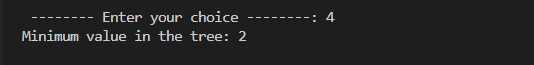 -------- Enter your choice --------: 4
Minimum value in the tree: 2